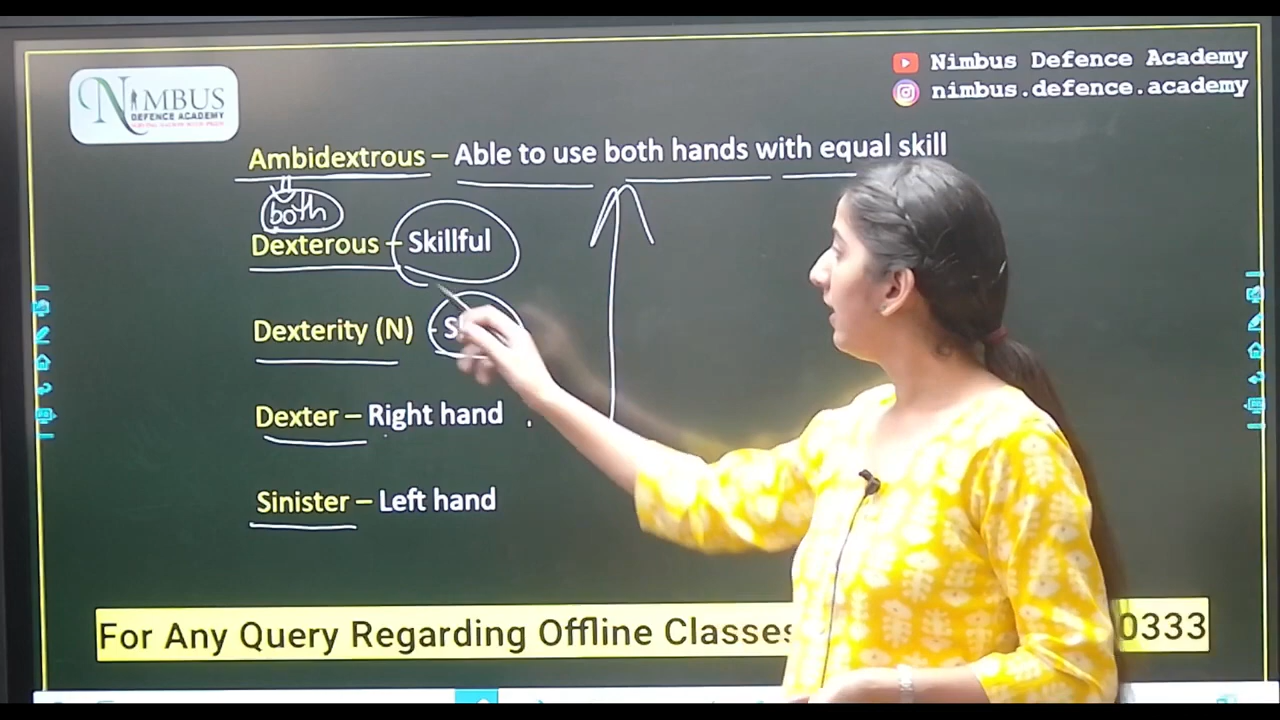 Nimbus Defence Academy
nimbus.defence.academy
NIMBUS
DEFENCE ACADEMY
Ambidextrous – Able to use both hands with equal skill
both
Dexterous – Skillful
Dexterity (N) - S
Dexter – Right hand
Sinister – Left hand
For Any Query Regarding Offline Classes
0333